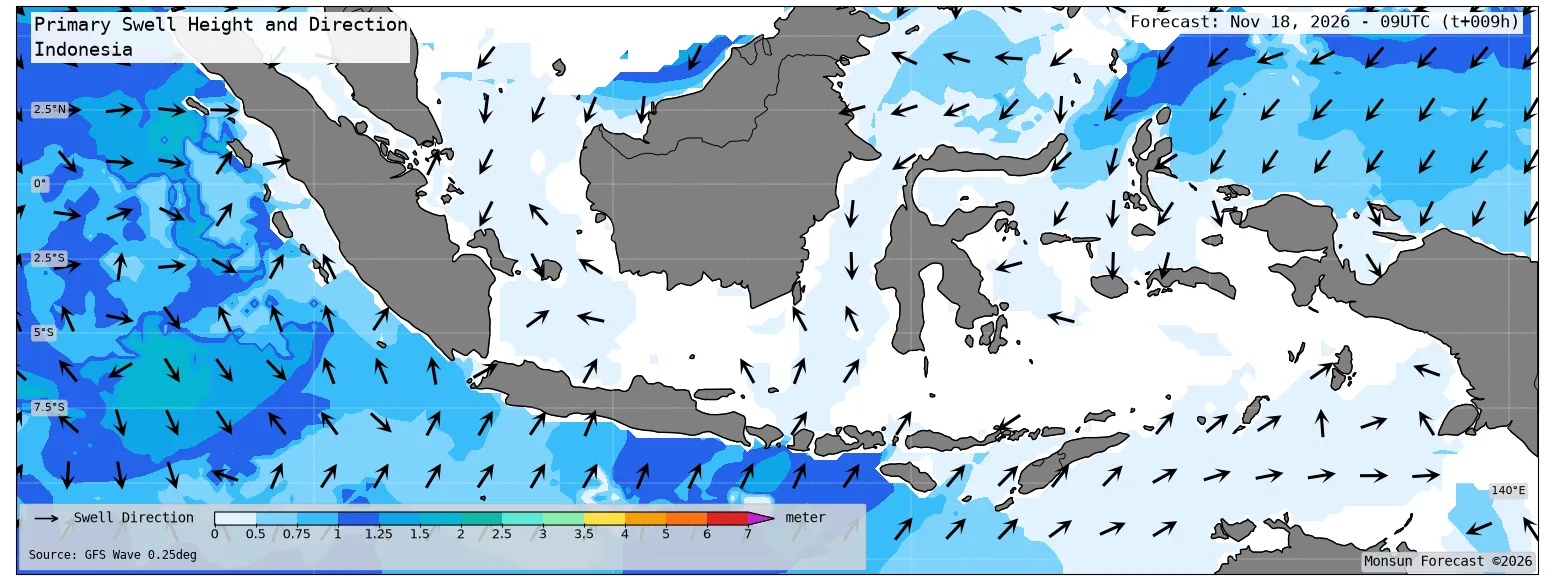 Primary Swell Height and Direction
Indonesia
Forecast: Nov 18, 2026 - 09UTC (t+009h)
2.5°N
0°
2.5°S
5°S
7.5°S
140°E
Swell Direction
0 0.5 0.75 1 1.25 1.5 2 2.5 3 3.5 4 5 6 7
meter
Source: GFS Wave 0.25deg
Monsun Forecast ©2026